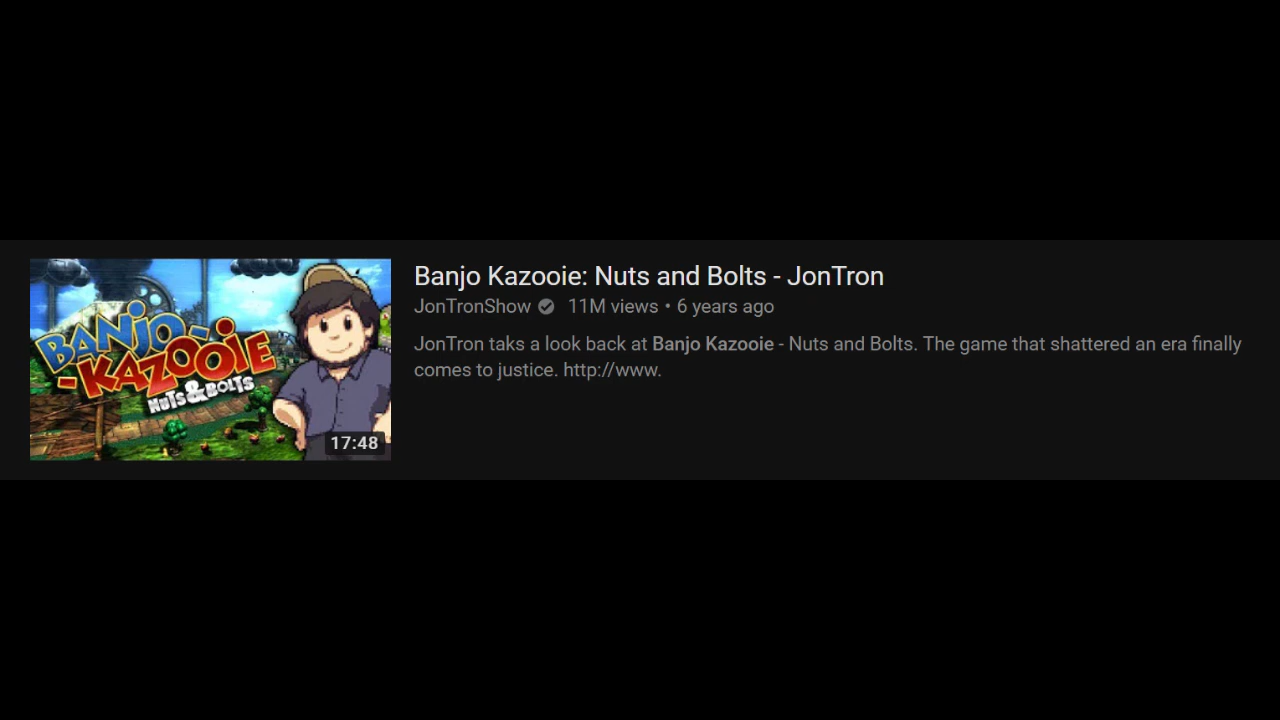 BANJO-
-KAZOOIE
NUTS & BOLTS
17:48
Banjo Kazooie: Nuts and Bolts - JonTron
JonTronShow 11M views • 6 years ago
JonTron taks a look back at Banjo Kazooie - Nuts and Bolts. The game that shattered an era finally
comes to justice. http://www.